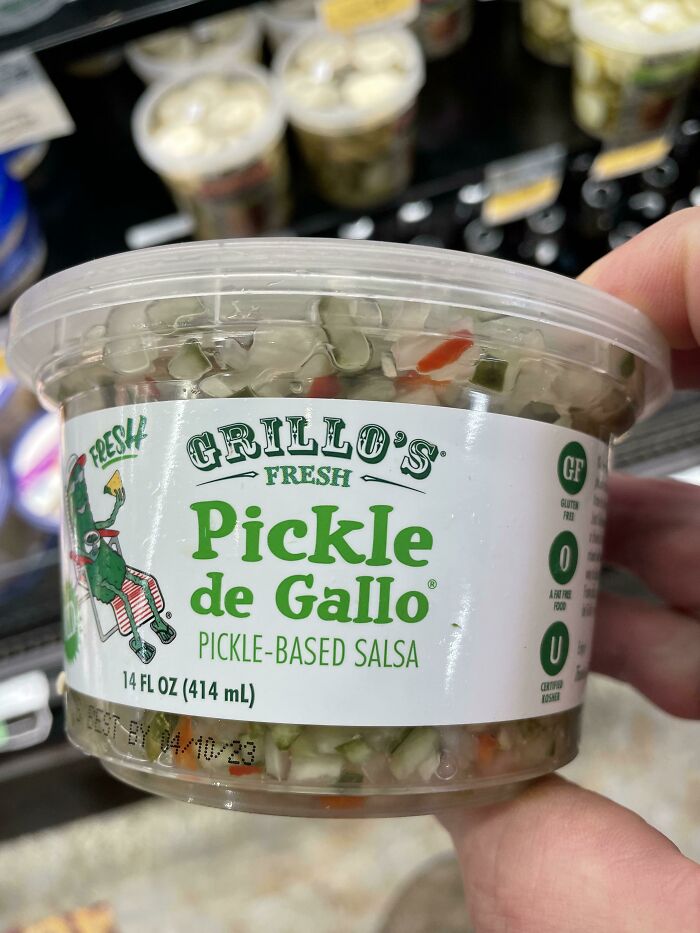 FRESH
GRILLO'S®
FRESH
Pickle
de Gallo®
PICKLE-BASED SALSA
14 FL OZ (414 mL)
BEST BY 04/10/23
GF
GLUTEN
FREE
0
A FAT FREE
FOOD
U
CERTIFIED
KOSHER
®